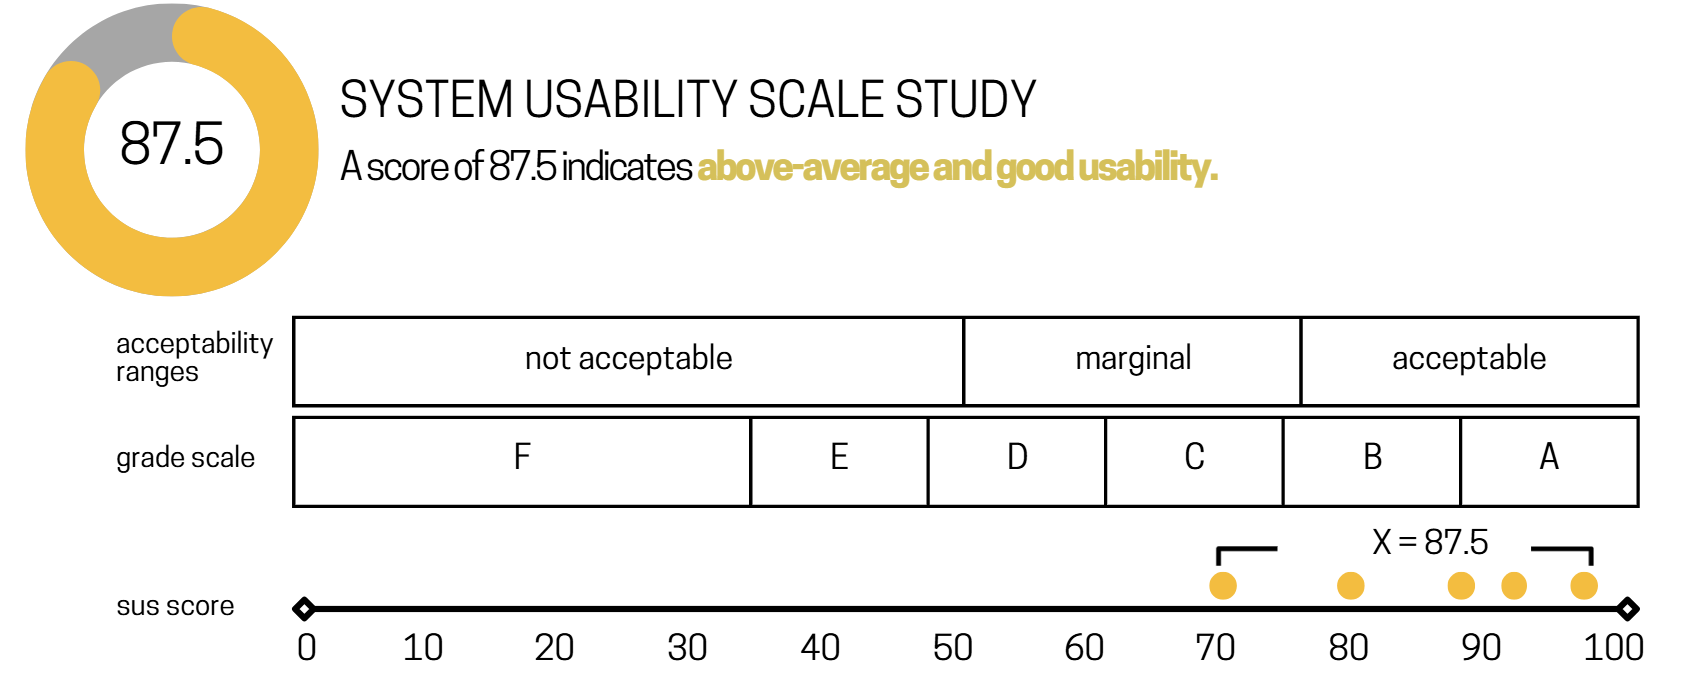 87.5
SYSTEM USABILITY SCALE STUDY
A score of 87.5 indicates above-average and good usability.
acceptability
ranges
not acceptable marginal acceptable
grade scale
F E D C B A
X = 87.5
sus score
0 10 20 30 40 50 60 70 80 90 100